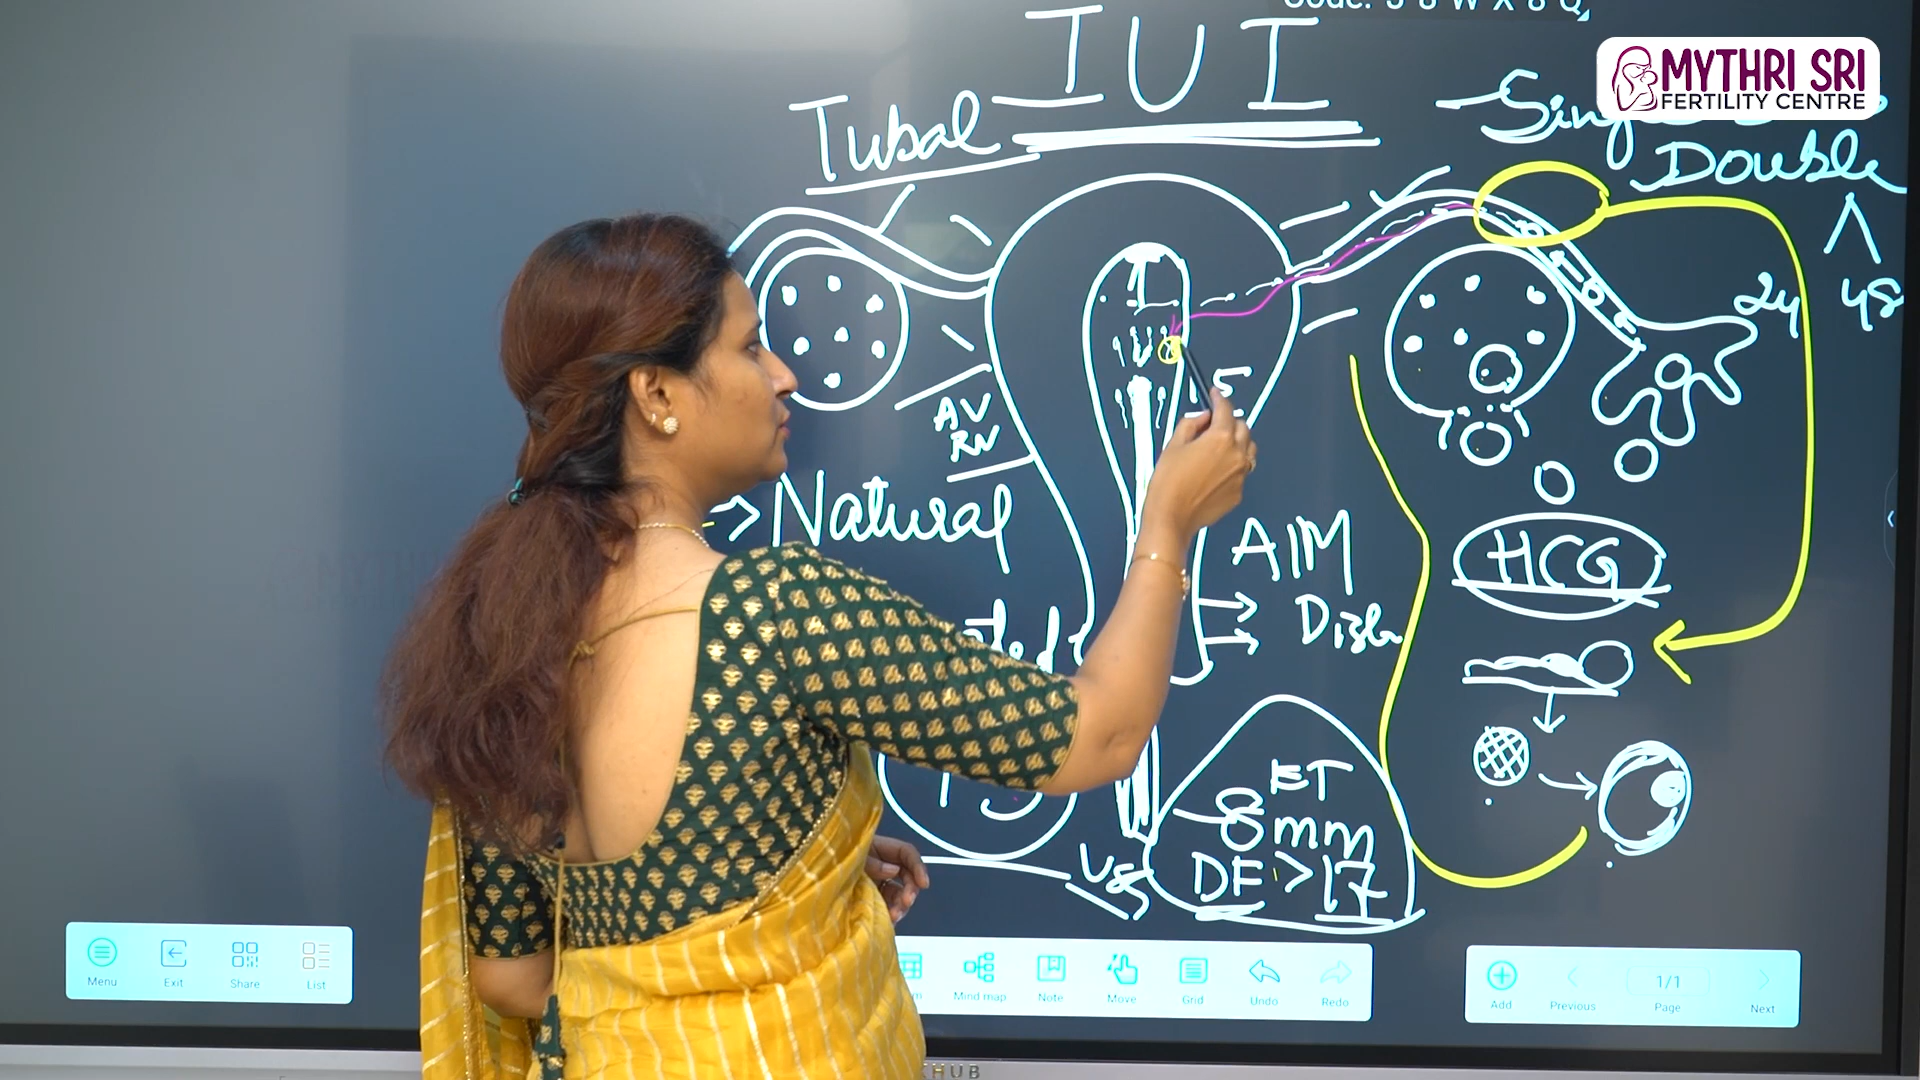 IUI
MYTHRI SRI
FERTILITY CENTRE
Tubal
Double
24
48
AV
RV
15
Natural
AIM
HCG
ET
8mm
DF > 17
Menu
Exit
Share
List
Mind map
Note
Move
Grid
Undo
Redo
Add
Previous
1/1
Page
Next